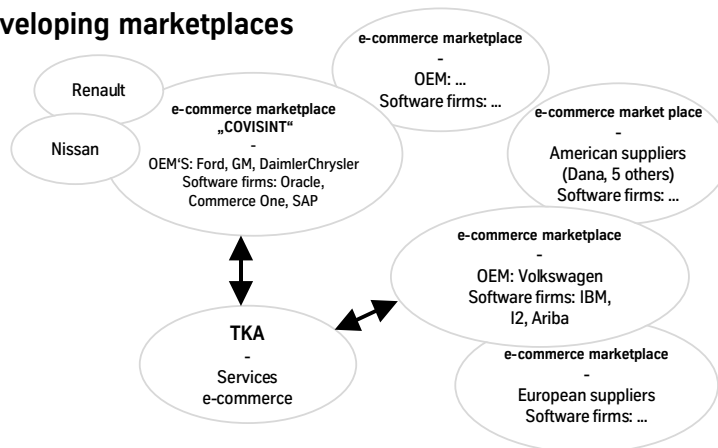 veloping marketplaces
e-commerce marketplace
-
OEM: ...
Software firms: ...
Renault
Nissan
e-commerce marketplace
„COVISINT“
-
OEM‘S: Ford, GM, DaimlerChrysler
Software firms: Oracle,
Commerce One, SAP
e-commerce market place
-
American suppliers
(Dana, 5 others)
Software firms: ...
e-commerce marketplace
-
OEM: Volkswagen
Software firms: IBM,
I2, Ariba
TKA
-
Services
e-commerce
e-commerce marketplace
-
European suppliers
Software firms: ...